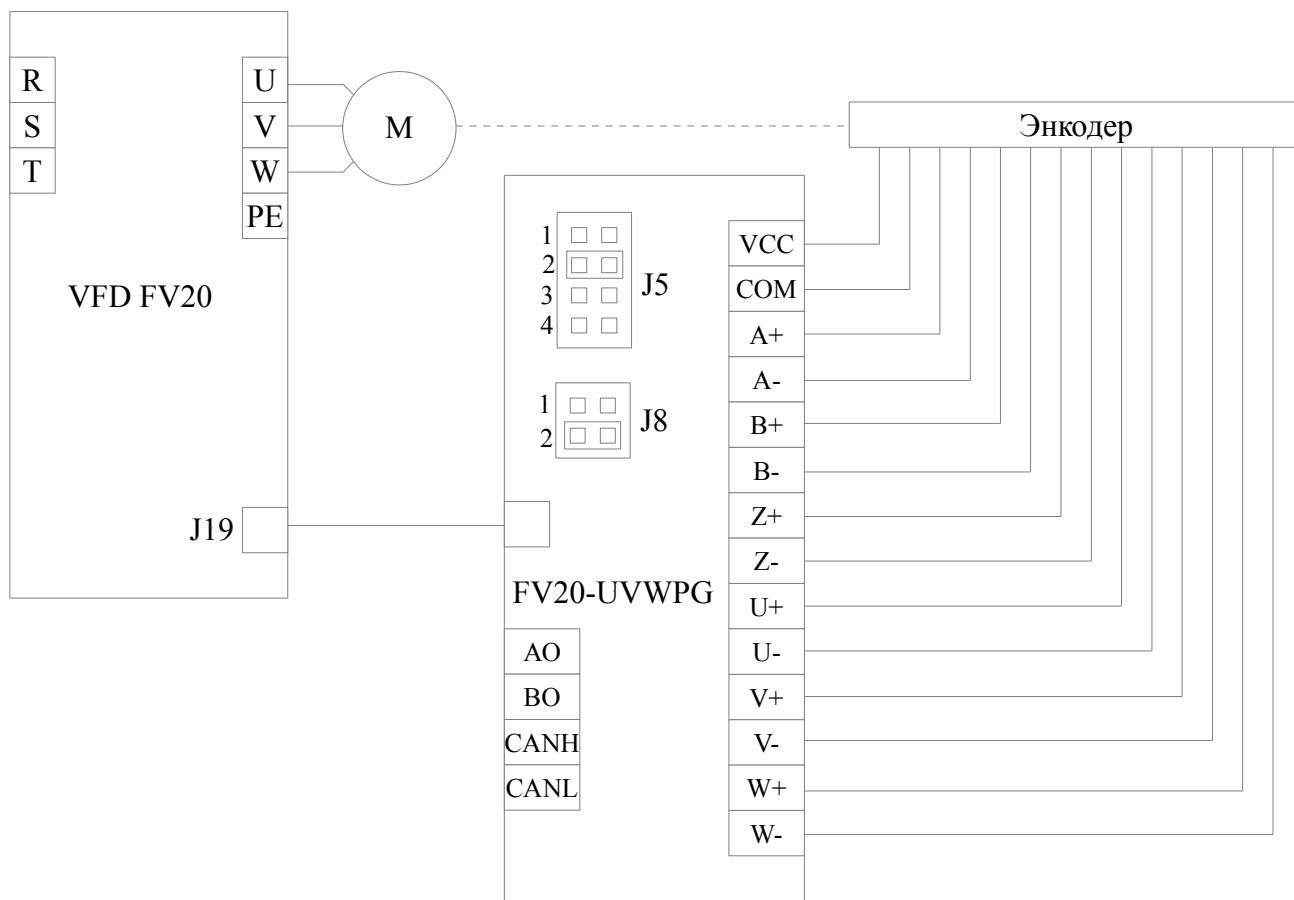 R
S
T
U
V
W
PE
M
Энкодер
VFD FV20
J19
1
2
3
4
J5
1
2
J8
FV20-UVWPG
AO
BO
CANH
CANL
VCC
COM
A+
A-
B+
B-
Z+
Z-
U+
U-
V+
V-
W+
W-